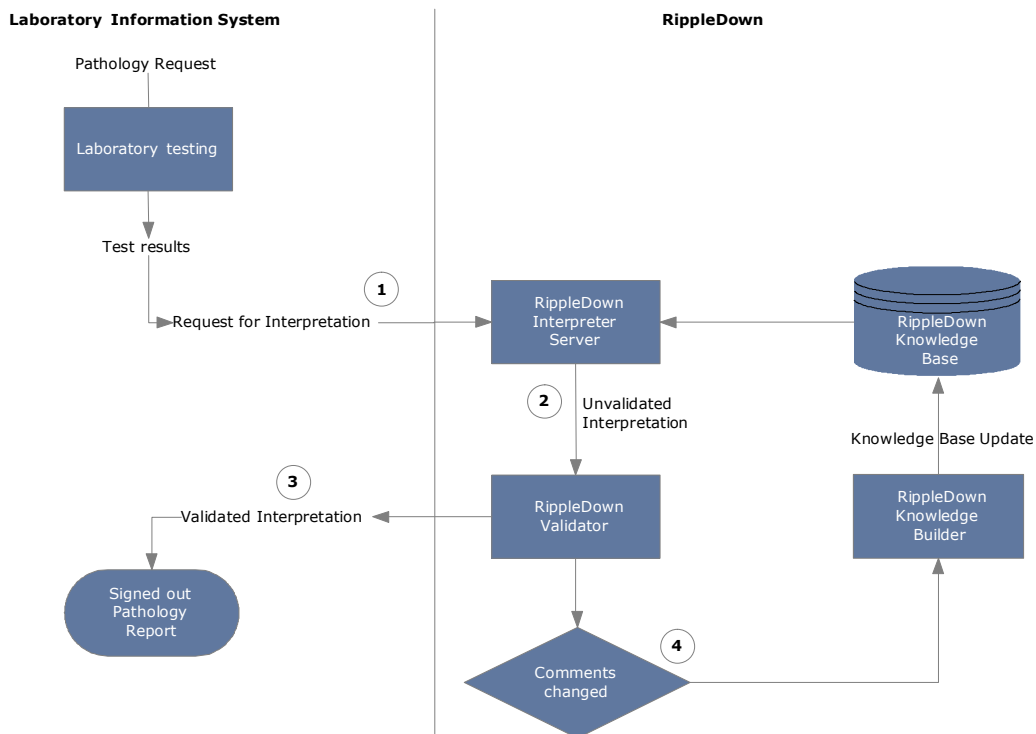 Laboratory Information System
RippleDown
Pathology Request
Laboratory testing
Test results
1
Request for Interpretation
RippleDown
Interpreter
Server
RippleDown
Knowledge
Base
2
Unvalidated
Interpretation
Knowledge Base Update
3
Validated Interpretation
RippleDown
Validator
RippleDown
Knowledge
Builder
Signed out
Pathology
Report
4
Comments
changed